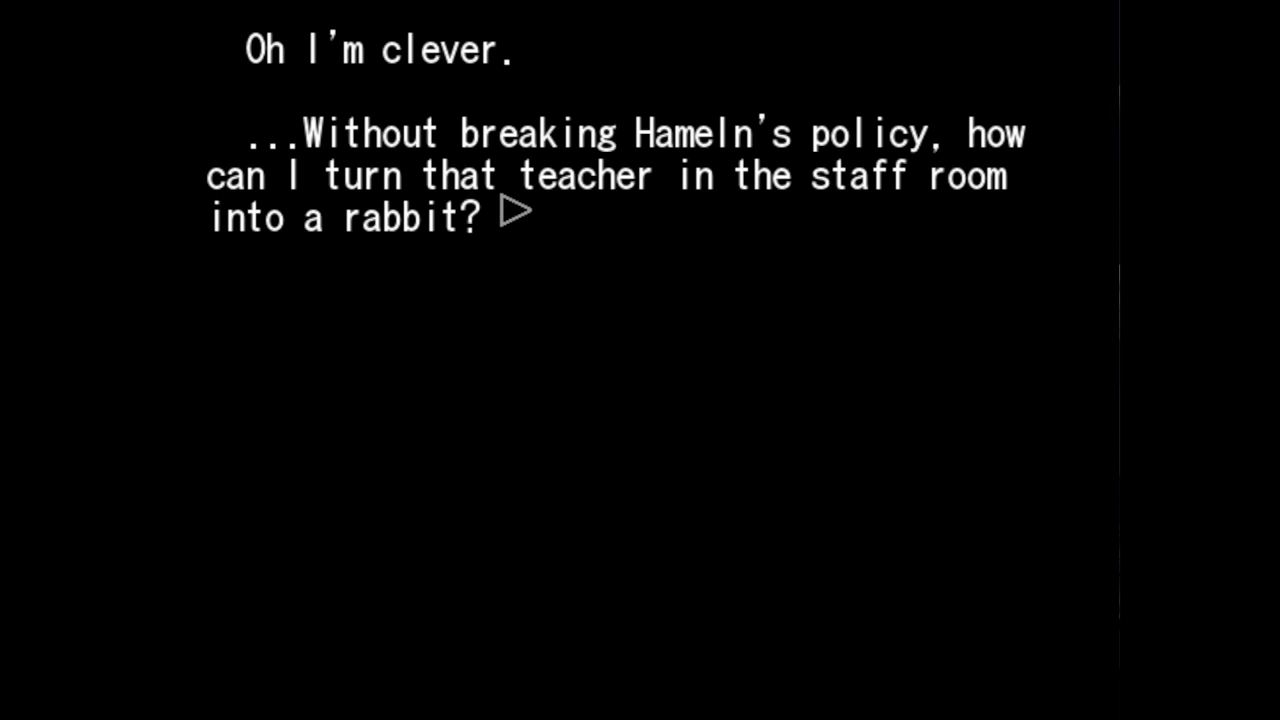 Oh I'm clever.
...Without breaking Hameln's policy, how
can I turn that teacher in the staff room
into a rabbit?